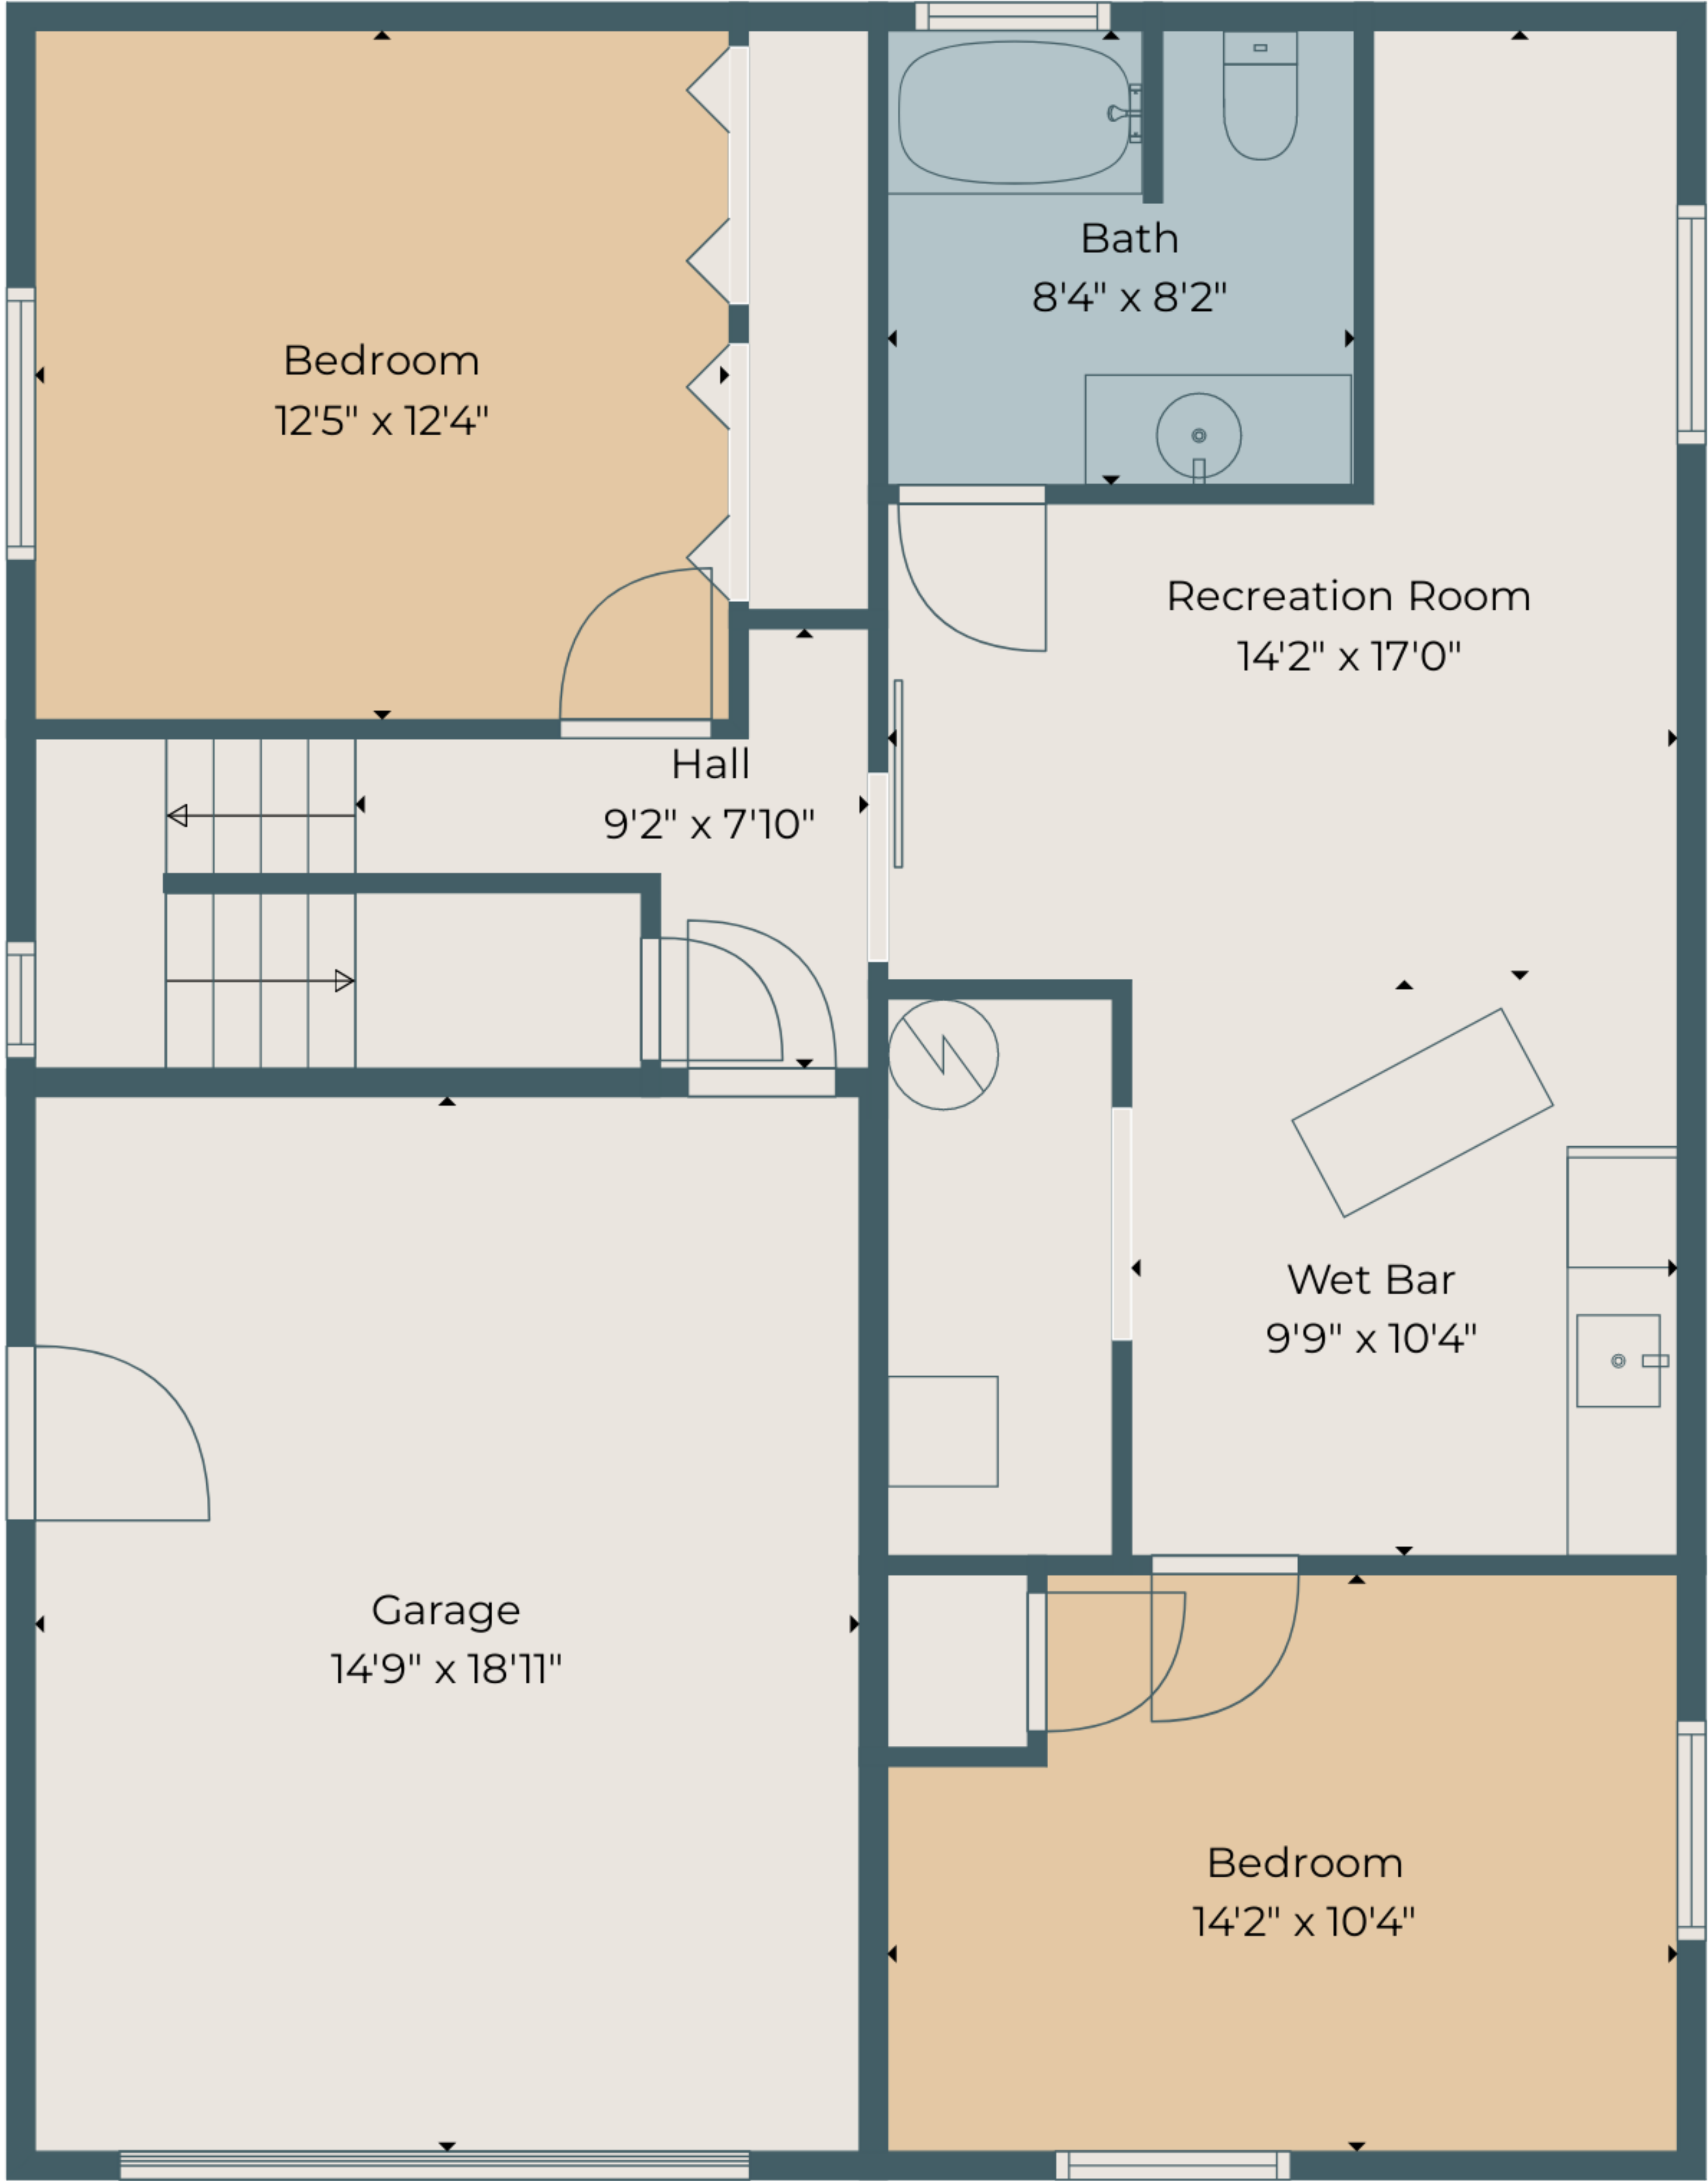 Bath
8'4" x 8'2"
Bedroom
12'5" x 12'4"
Recreation Room
14'2" x 17'0"
Hall
9'2" x 7'10"
Wet Bar
9'9" x 10'4"
Garage
14'9" x 18'11"
Bedroom
14'2" x 10'4"